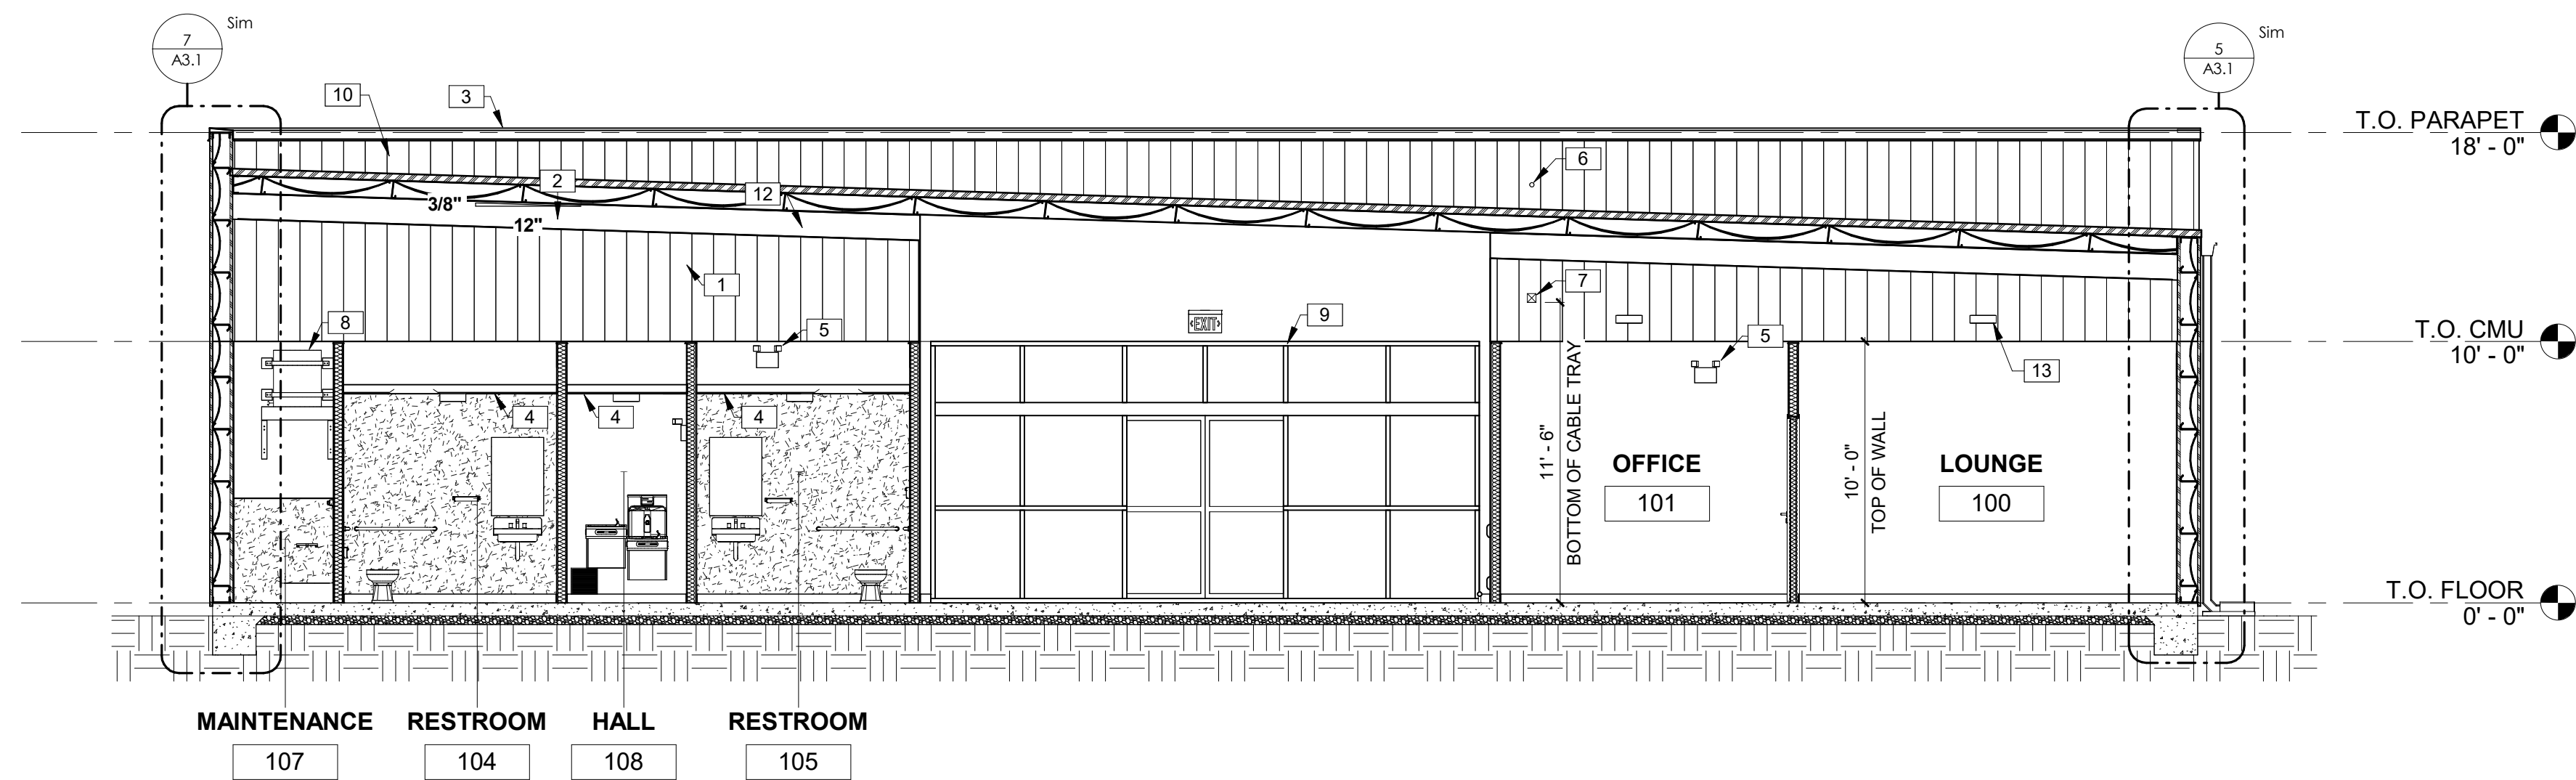 7
A3.1
Sim
5
A3.1
Sim
10
3
T.O. PARAPET
18' - 0"
6
2
12
3/8"
12"
1
7
8
5
EXIT
9
5
13
T.O. CMU
10' - 0"
4
4
4
11' - 6"
BOTTOM OF CABLE TRAY
OFFICE
101
10' - 0"
TOP OF WALL
LOUNGE
100
T.O. FLOOR
0' - 0"
MAINTENANCE
107
RESTROOM
104
HALL
108
RESTROOM
105